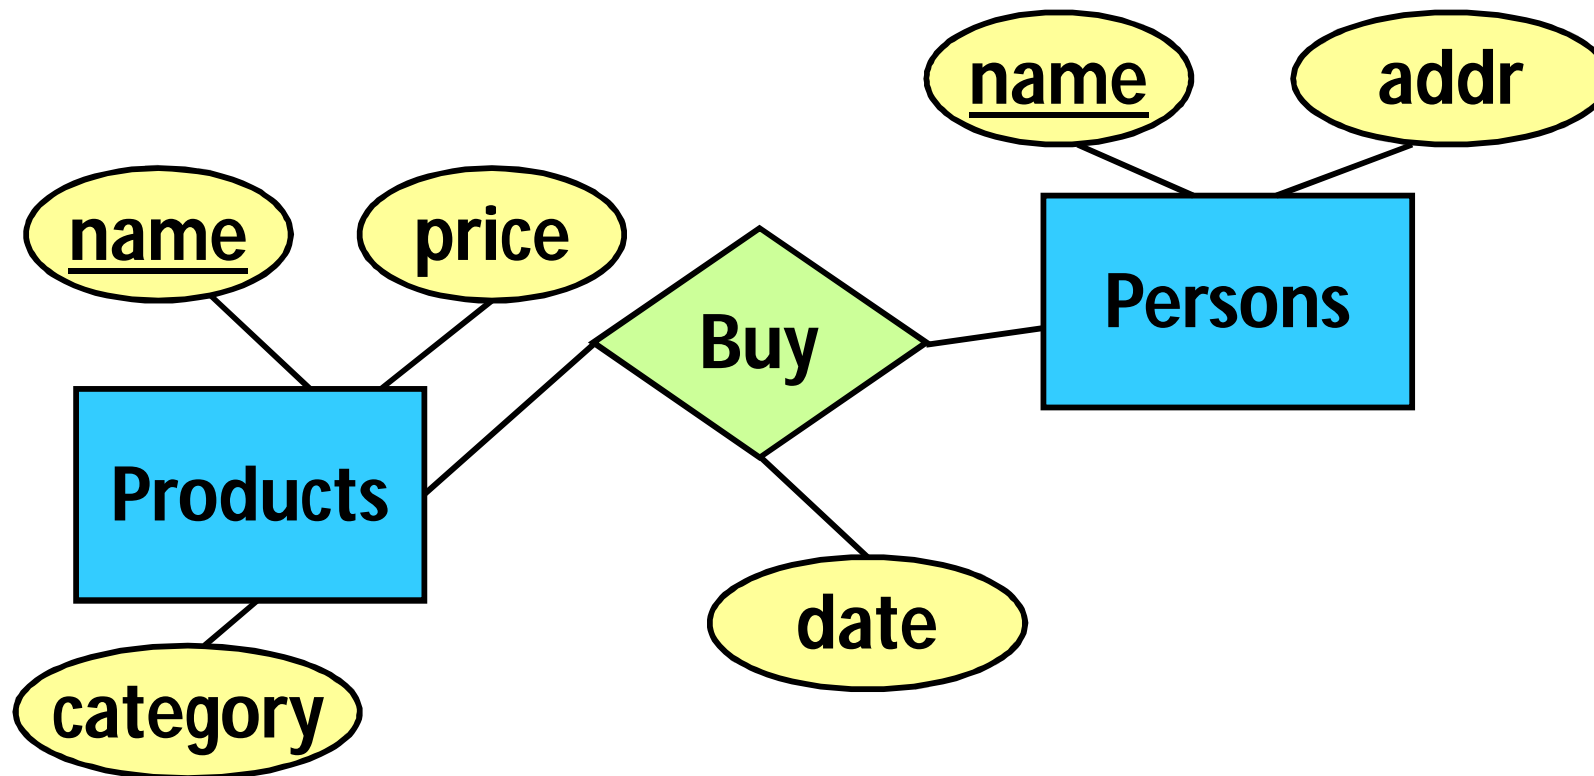 name
addr
name
price
Buy
Persons
Products
date
category